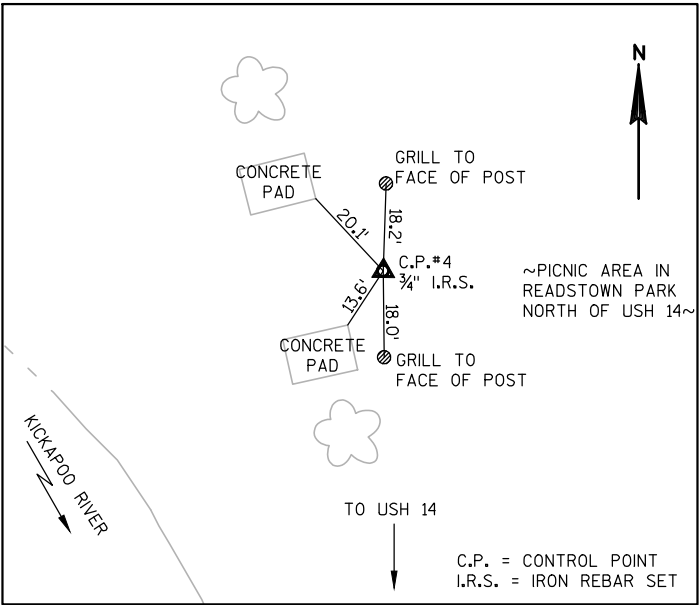 N
GRILL TO
FACE OF POST
CONCRETE
PAD
20.1'
18.2'
C.P.#4
¾" I.R.S.
~PICNIC AREA IN
READSTOWN PARK
NORTH OF USH 14~
13.6'
18.0'
CONCRETE
PAD
GRILL TO
FACE OF POST
KICKAPOO RIVER
TO USH 14
C.P. = CONTROL POINT
I.R.S. = IRON REBAR SET